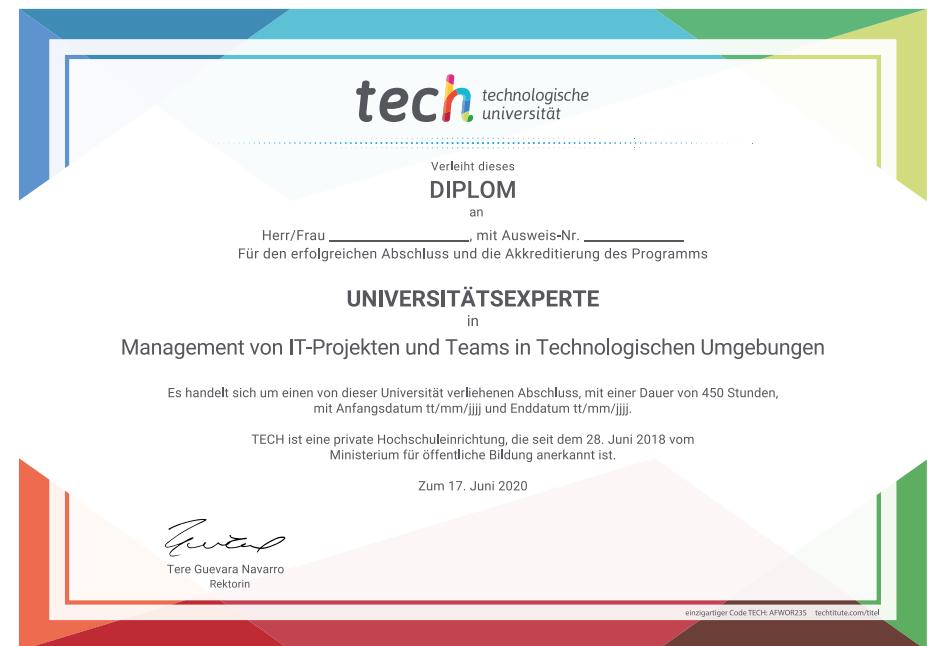 tech technologische
universität
Verleiht dieses
DIPLOM
an
Herr/Frau ____________, mit Ausweis-Nr. ____________
Für den erfolgreichen Abschluss und die Akkreditierung des Programms
UNIVERSITÄTSEXPERTE
in
Management von IT-Projekten und Teams in Technologischen Umgebungen
Es handelt sich um einen von dieser Universität verliehenen Abschluss, mit einer Dauer von 450 Stunden,
mit Anfangsdatum tt/mm/jjjj und Enddatum tt/mm/jjjj.
TECH ist eine private Hochschuleinrichtung, die seit dem 28. Juni 2018 vom
Ministerium für öffentliche Bildung anerkannt ist.
Zum 17. Juni 2020
Tere Guevara Navarro
Rektorin
einzigartiger Code TECH: AFWOR23S techtitute.com/titel